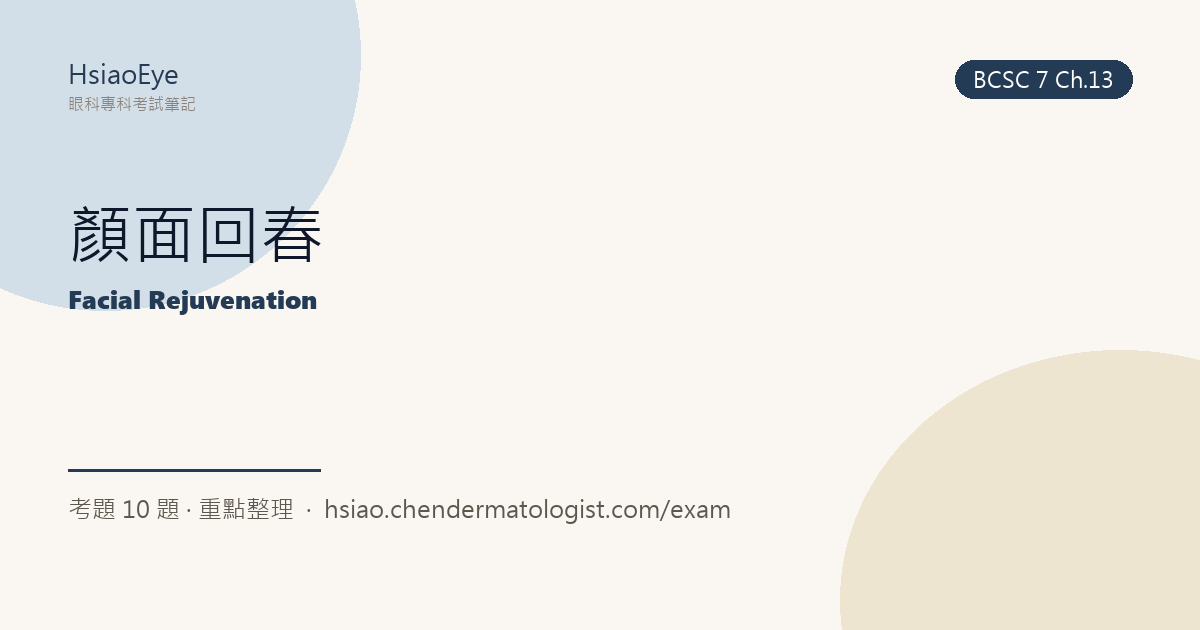 HsiaoEye
眼科專科考試筆記
BCSC 7 Ch.13
顏面回春
Facial Rejuvenation
考題 10 題 · 重點整理 · hsiao.chendermatologist.com/exam